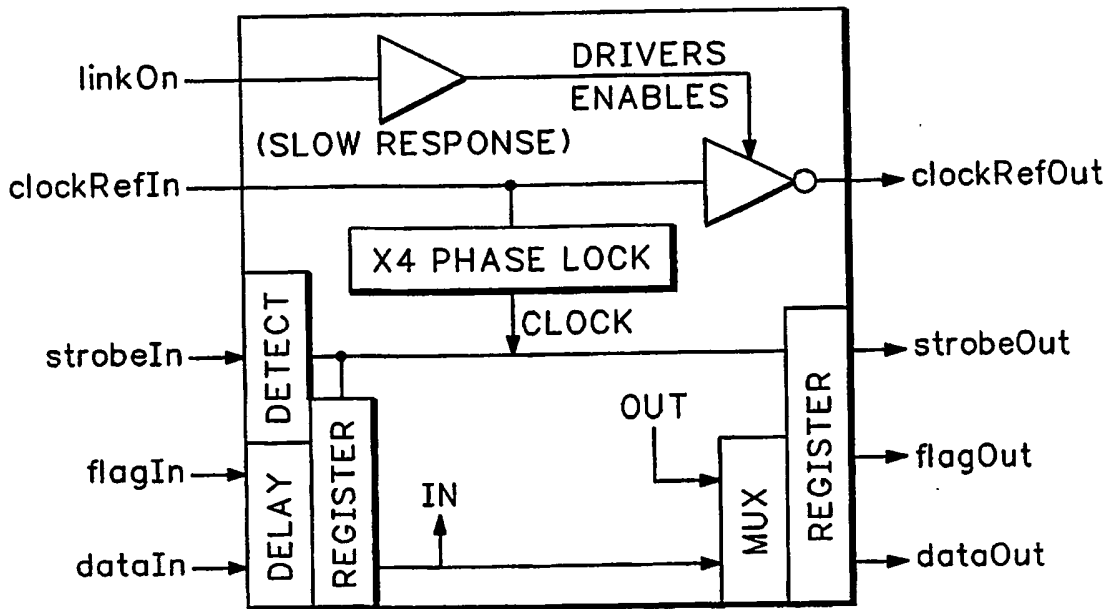 linkOn
DRIVERS
ENABLES
(SLOW RESPONSE)
clockRefIn
clockRefOut
X4 PHASE LOCK
CLOCK
strobeIn
DETECT
strobeOut
OUT
flagIn
DELAY
REGISTER
IN
MUX
REGISTER
flagOut
dataIn
dataOut